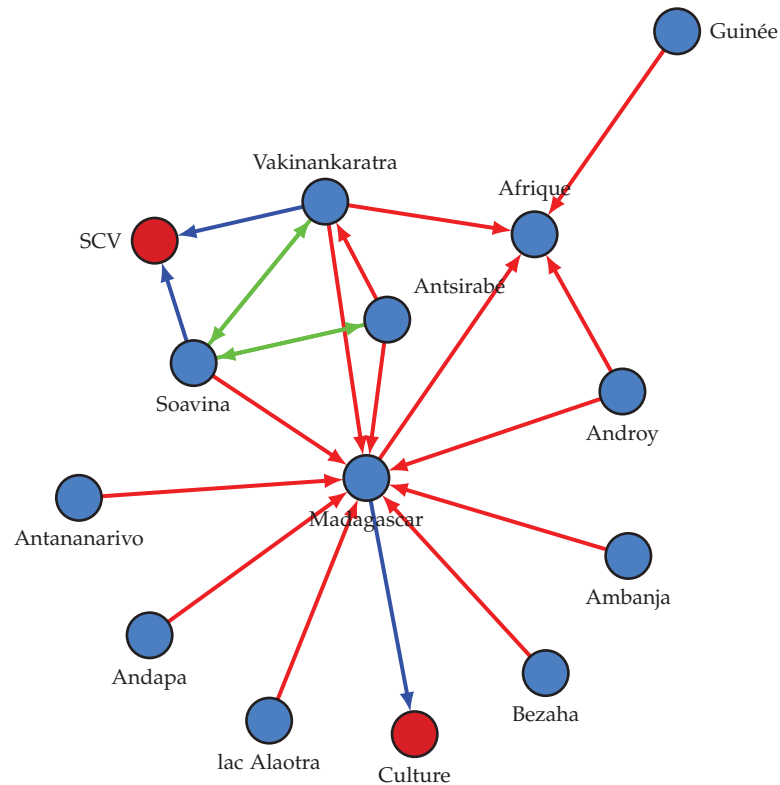 Guinée
Vakinankaratra
Afrique
SCV
Antsirabe
Soavina
Androy
Madagascar
Antananarivo
Ambanja
Andapa
Bezaha
lac Alaotra
Culture